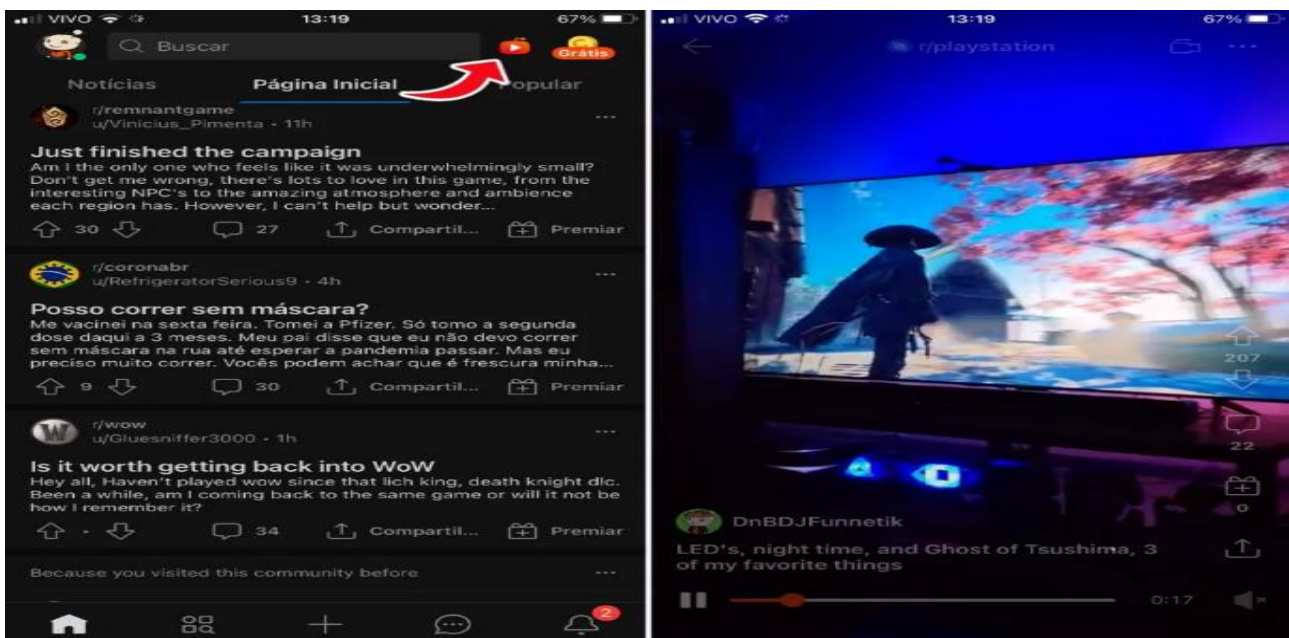 VIVO 13:19 67%
Buscar
Grátis
Notícias Página Inicial Popular
r/remnantgame
u/Vinicius_Pimenta • 11h
Just finished the campaign
Am I the only one who feels like it was underwhelmingly small?
Don't get me wrong, there's lots to love in this game, from the
interesting NPC's to the amazing atmosphere and ambience
each region has. However, I can't help but wonder...
30 27 Compartil... Premiar
r/coronabr
u/RefrigeratorSerious9 • 4h
Posso correr sem máscara?
Me vacinei na sexta feira. Tomei a Pfizer. Só tomo a segunda
dose daqui a 3 meses. Meu pai disse que eu não devo correr
sem máscara na rua até esperar a pandemia passar. Mas eu
preciso muito correr. Vocês podem achar que é frescura minha...
9 30 Compartil... Premiar
r/wow
u/Gluesniffer3000 • 1h
Is it worth getting back into WoW
Hey all, Haven't played wow since that lich king, death knight dlc.
Been a while, am I coming back to the same game or will it not be
how I remember it?
34 Compartil... Premiar
Because you visited this community before
2
VIVO 13:19 67%
r/playstation
207
22
0
DnBDJFunnetik
LED's, night time, and Ghost of Tsushima, 3
of my favorite things
0:17